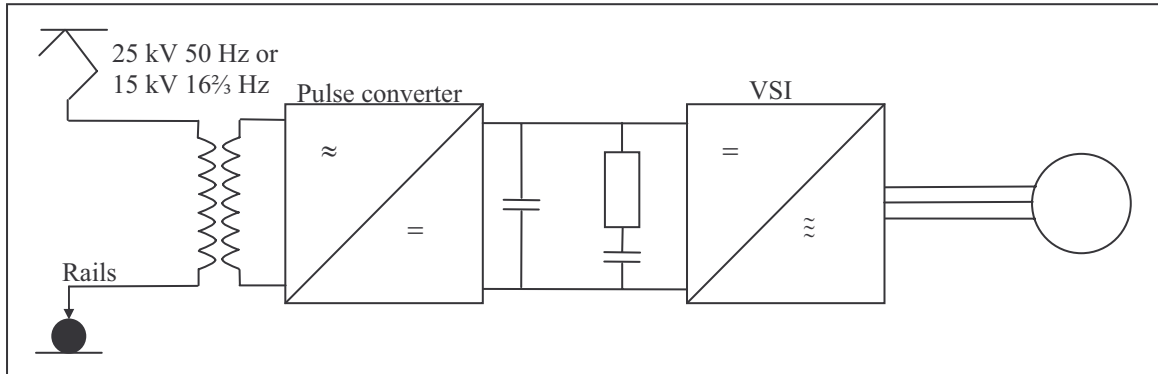 25 kV 50 Hz or
15 kV 16⅔ Hz
Pulse converter
VSI
≈
=
=
≈
~
Rails